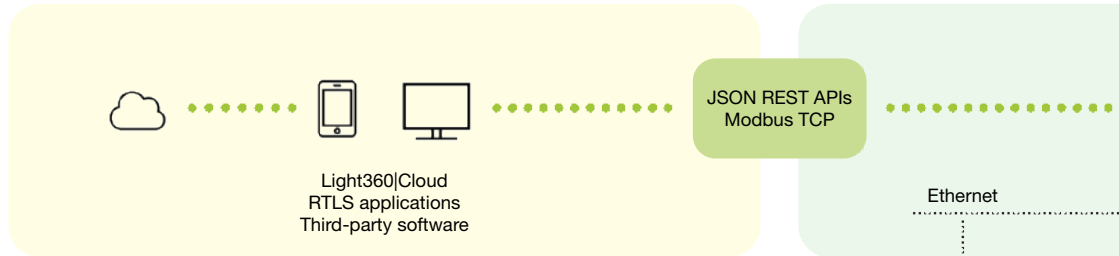 JSON REST APIs
Modbus TCP
Light360|Cloud
RTLS applications
Third-party software
Ethernet